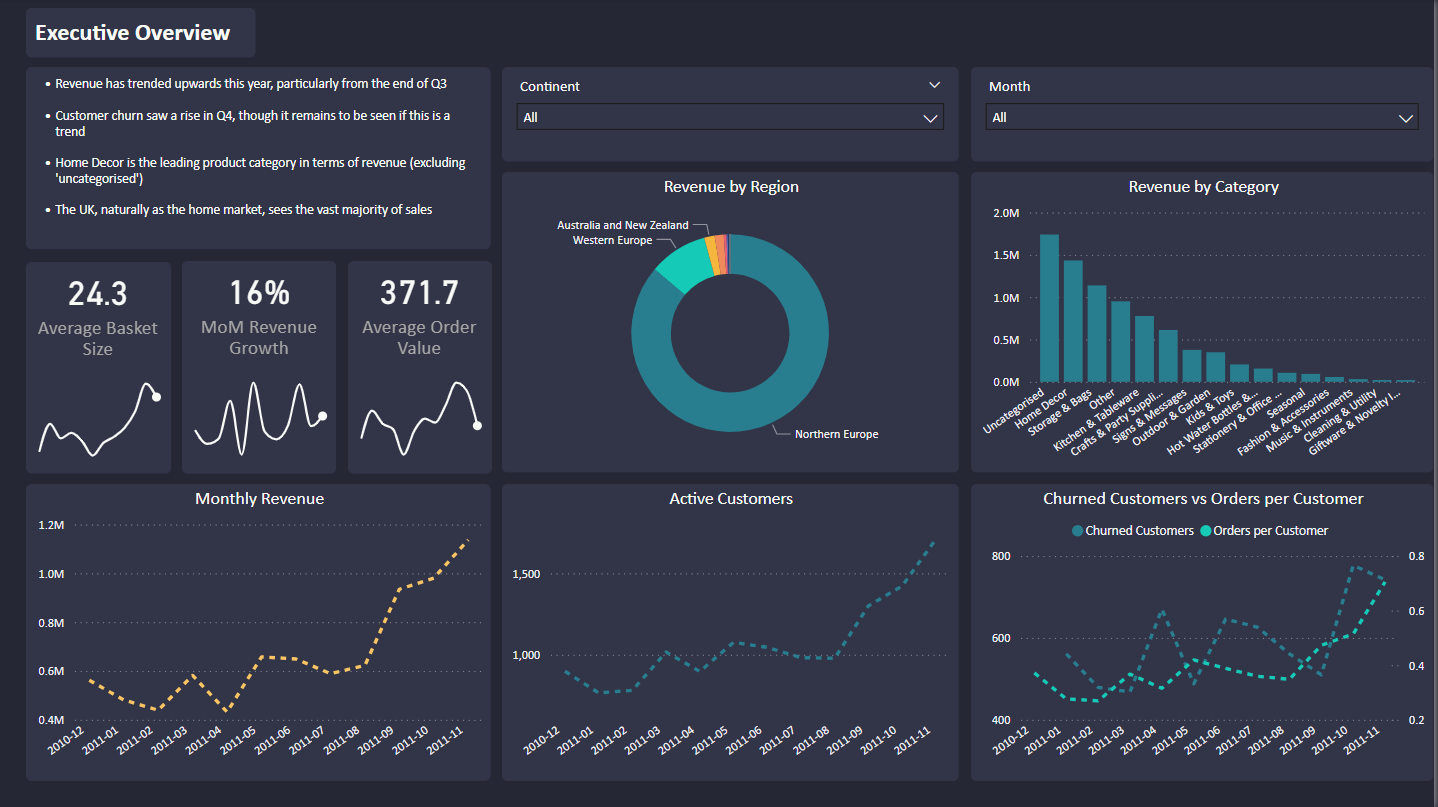 Executive Overview
• Revenue has trended upwards this year, particularly from the end of Q3
• Customer churn saw a rise in Q4, though it remains to be seen if this is a
trend
• Home Decor is the leading product category in terms of revenue (excluding
'uncategorised')
• The UK, naturally as the home market, sees the vast majority of sales
Continent
All
Month
All
24.3
Average Basket
Size
16%
MoM Revenue
Growth
371.7
Average Order
Value
Revenue by Region
Australia and New Zealand
Western Europe
Northern Europe
Revenue by Category
2.0M
1.5M
1.0M
0.5M
0.0M
Uncategorised
Home Decor
Storage & Bags
Other
Kitchen & Tableware
Crafts & Party Suppli...
Signs & Messages
Outdoor & Garden
Kids & Toys
Hot Water Bottles &...
Stationery & Office ...
Seasonal
Fashion & Accessories
Music & Instruments
Cleaning & Utility
Giftware & Novelty I...
Monthly Revenue
1.2M
1.0M
0.8M
0.6M
0.4M
2010-12
2011-01
2011-02
2011-03
2011-04
2011-05
2011-06
2011-07
2011-08
2011-09
2011-10
2011-11
Active Customers
1,500
1,000
2010-12
2011-01
2011-02
2011-03
2011-04
2011-05
2011-06
2011-07
2011-08
2011-09
2011-10
2011-11
Churned Customers vs Orders per Customer
Churned Customers
Orders per Customer
800
600
400
0.8
0.6
0.4
0.2
2010-12
2011-01
2011-02
2011-03
2011-04
2011-05
2011-06
2011-07
2011-08
2011-09
2011-10
2011-11